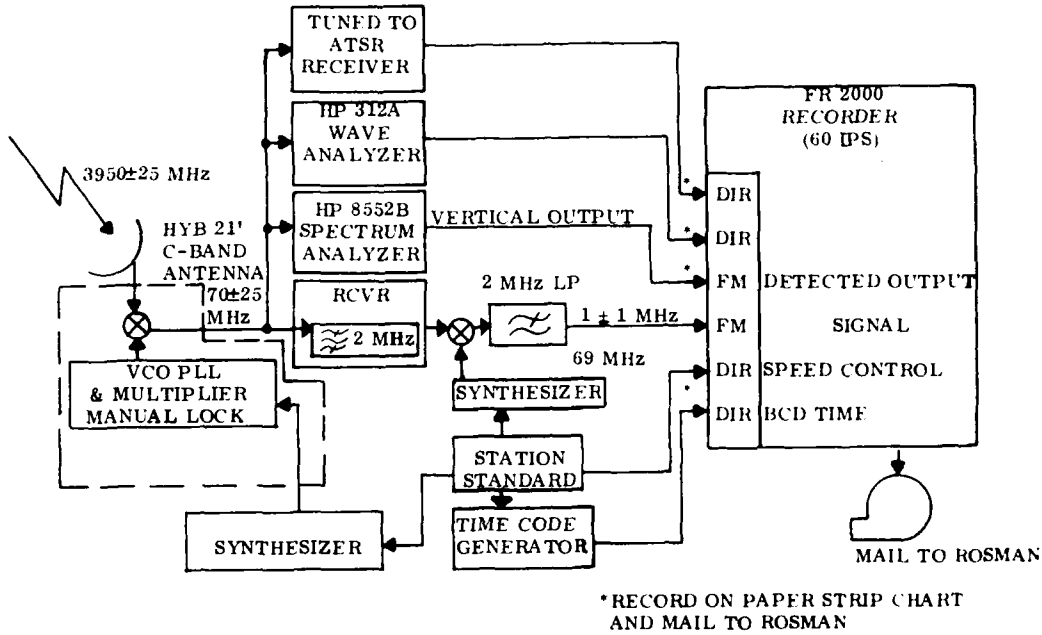 TUNED TO
ATSR
RECEIVER
HP 312A
WAVE
ANALYZER
HP 8552B
SPECTRUM
ANALYZER
VERTICAL OUTPUT
3950±25 MHz
HYB 21'
C-BAND
ANTENNA
70±25
MHz
RCVR
2 MHz
2 MHz LP
1 ± 1 MHz
69 MHz
VCO PLL
& MULTIPLIER
MANUAL LOCK
SYNTHESIZER
STATION
STANDARD
TIME CODE
GENERATOR
SYNTHESIZER
FR 2000
RECORDER
(60 IPS)
* DIR
* DIR
* FM DETECTED OUTPUT
FM SIGNAL
DIR SPEED CONTROL
* DIR BCD TIME
MAIL TO ROSMAN
*RECORD ON PAPER STRIP CHART
AND MAIL TO ROSMAN